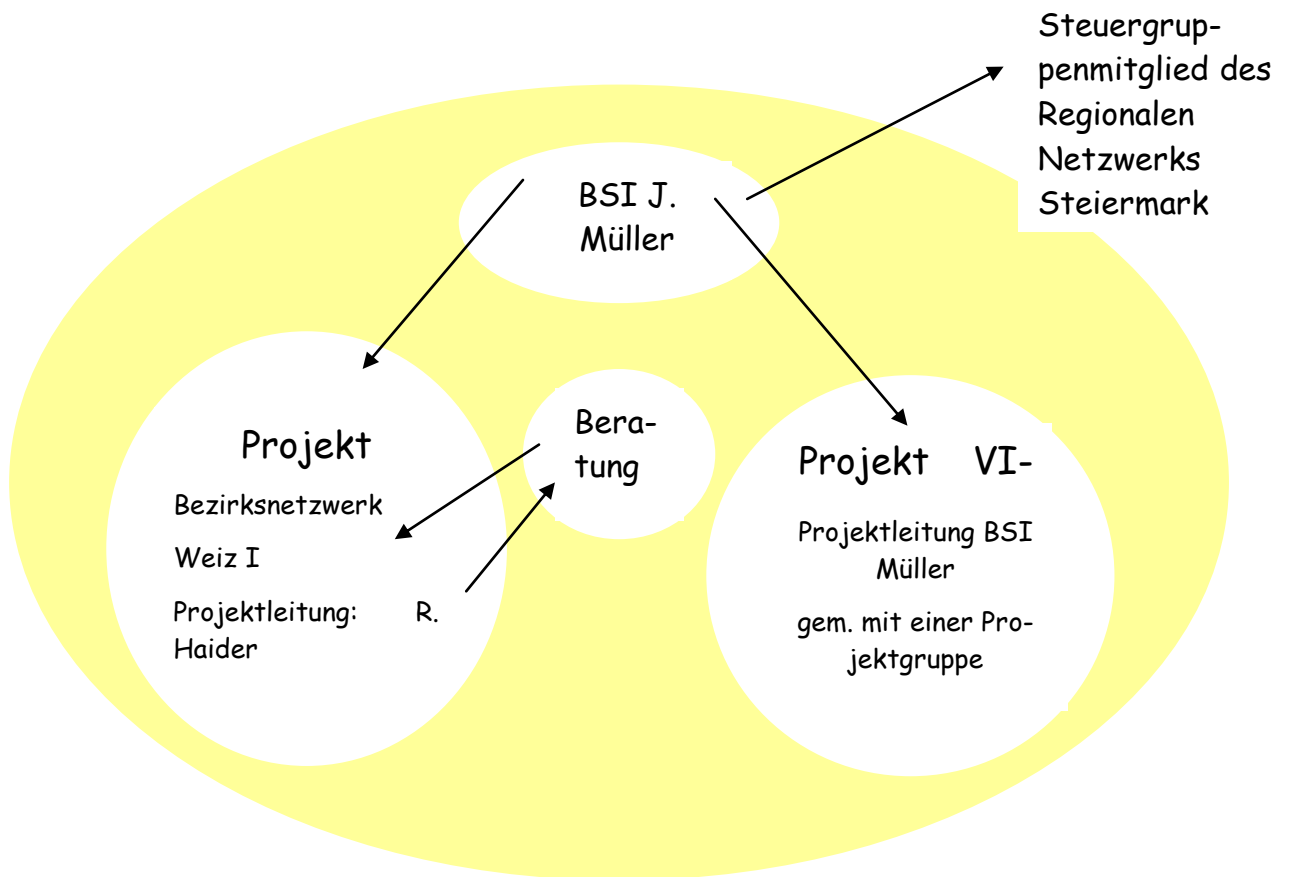 Steuergrup-
penmitglied des
Regionalen
Netzwerks
Steiermark
BSI J.
Müller
Bera-
tung
Projekt
Bezirksnetzwerk
Weiz I
Projektleitung: R.
Haider
Projekt VI-
Projektleitung BSI
Müller
gem. mit einer Pro-
jektgruppe